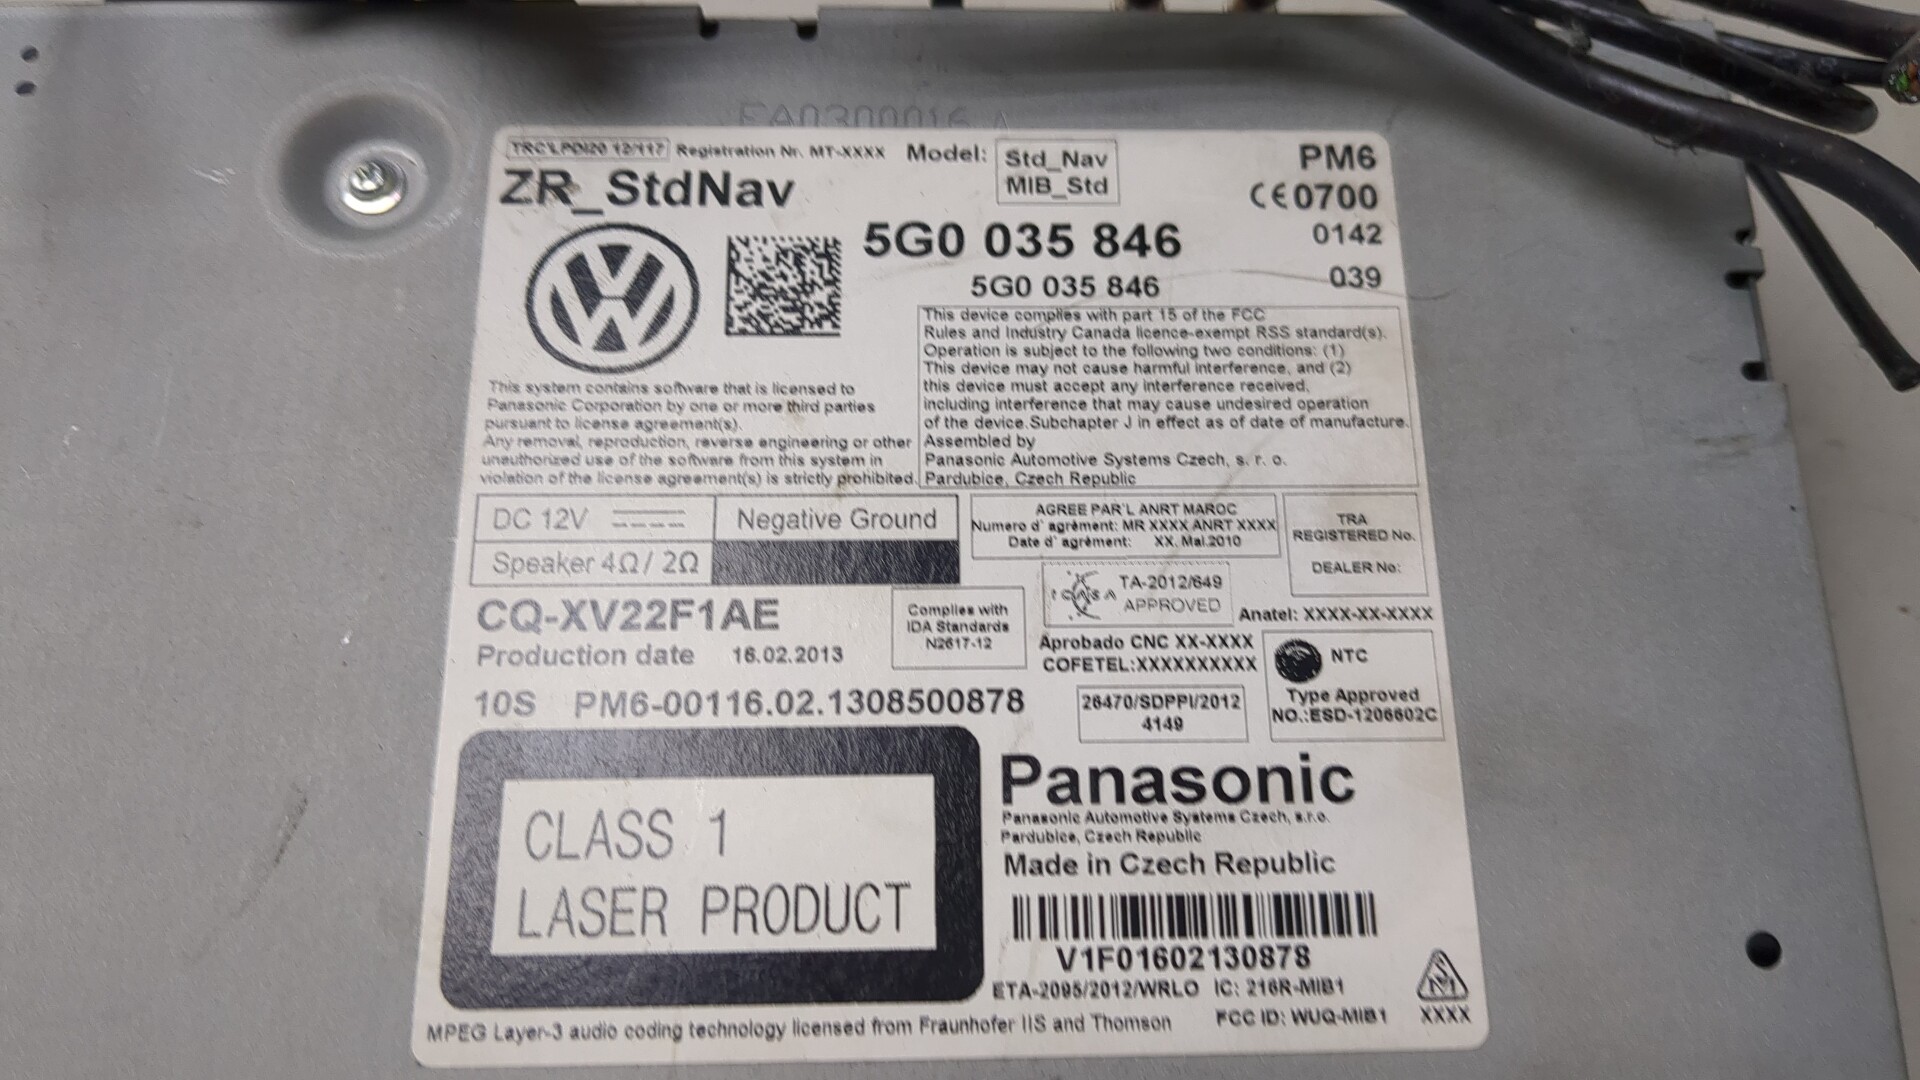 EA0300016 A
TRC'LPDI20 12/117 Registration Nr. MT-XXXX Model: Std_Nav
MIB_Std
PM6
ZR_StdNav
CE0700
5G0 035 846
0142
5G0 035 846
039
This device complies with part 15 of the FCC
Rules and Industry Canada licence-exempt RSS standard(s).
Operation is subject to the following two conditions: (1)
This device may not cause harmful interference, and (2)
this device must accept any interference received,
including interference that may cause undesired operation
of the device.Subchapter J in effect as of date of manufacture.
Assembled by
Panasonic Automotive Systems Czech, s. r. o.
Pardubice, Czech Republic
This system contains software that is licensed to
Panasonic Corporation by one or more third parties
pursuant to license agreement(s).
Any removal, reproduction, reverse engineering or other
unauthorized use of the software from this system in
violation of the license agreement(s) is strictly prohibited.
DC 12V
Negative Ground
Speaker 4Ω/ 2Ω
AGREE PAR'L ANRT MAROC
Numero d' agrément: MR XXXX ANRT XXXX
Date d' agrément: XX. Mai.2010
TRA
REGISTERED No.
DEALER No:
CQ-XV22F1AE
Complies with
IDA Standards
N2617-12
ICASA
TA-2012/649
APPROVED
Anatel: XXXX-XX-XXXX
Production date 16.02.2013
Aprobado CNC XX-XXXX
COFETEL:XXXXXXXXXX
NTC
Type Approved
NO.:ESD-1206602C
10S PM6-00116.02.1308500878
26470/SDPPI/2012
4149
CLASS 1
LASER PRODUCT
Panasonic
Panasonic Automotive Systems Czech, s.r.o.
Pardubice, Czech Republic
Made in Czech Republic
V1F01602130878
ETA-2095/2012/WRLO IC: 216R-MIB1
MPEG Layer-3 audio coding technology licensed from Fraunhofer IIS and Thomson
FCC ID: WUQ-MIB1
XXXX